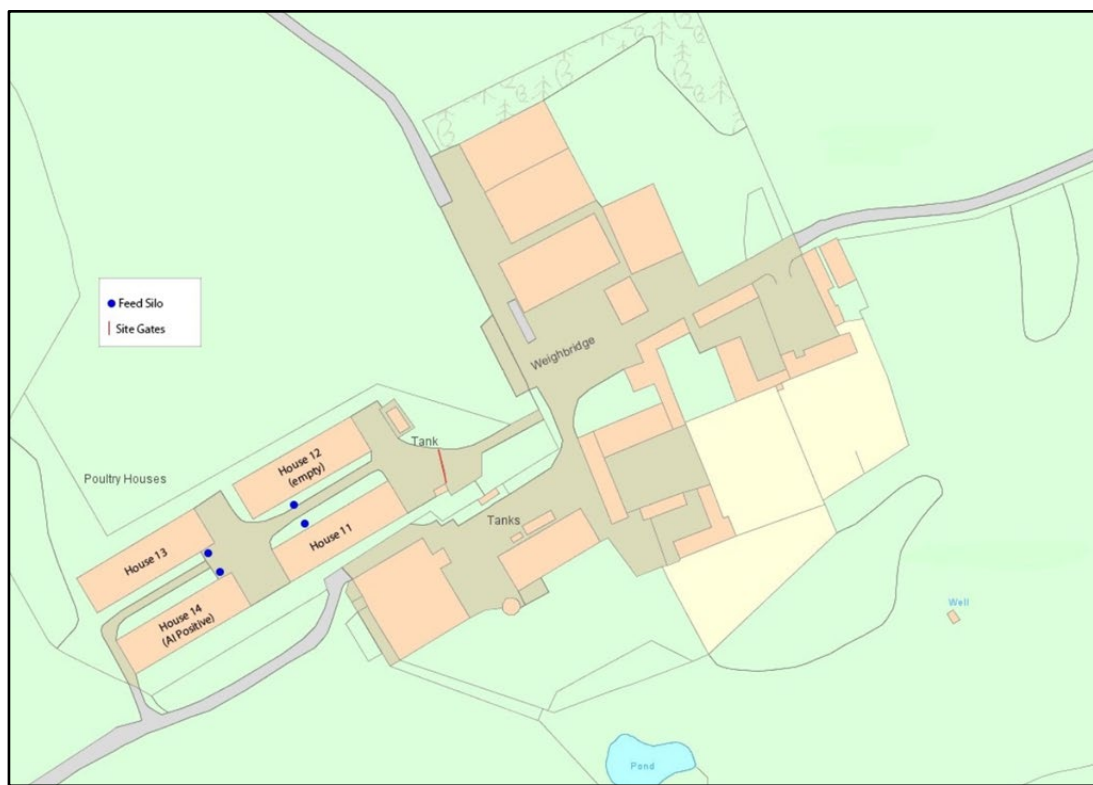 Feed Silo
Site Gates
Weighbridge
Tank
House 12
(empty)
Poultry Houses
House 11
Tanks
House 13
House 14
(AI Positive)
Well
Pond